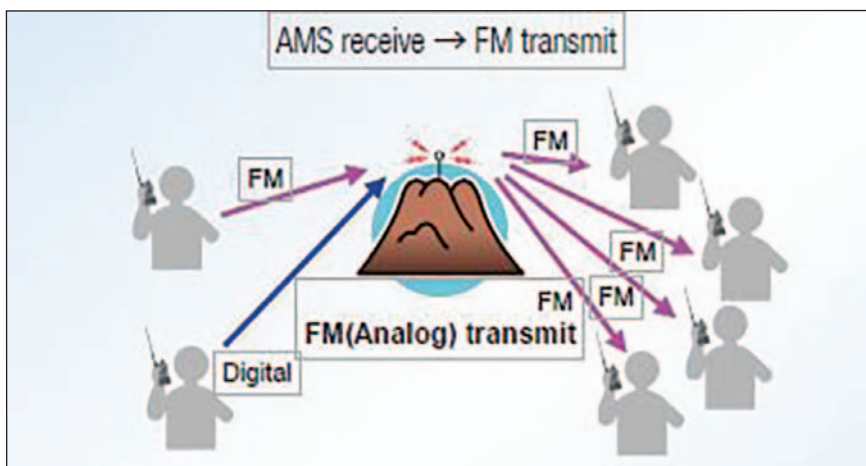 AMS receive → FM transmit
FM
FM
FM
FM
FM
FM(Analog) transmit
Digital